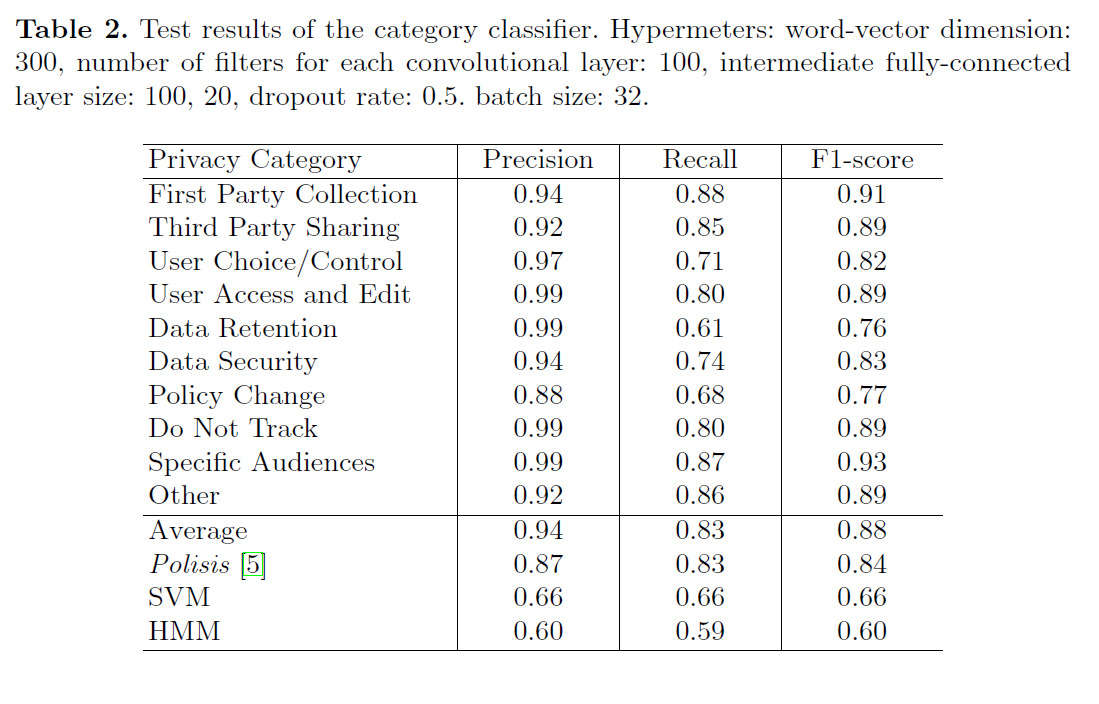 Table 2. Test results of the category classifier. Hypermeters: word-vector dimension:
300, number of filters for each convolutional layer: 100, intermediate fully-connected
layer size: 100, 20, dropout rate: 0.5. batch size: 32.
Privacy Category Precision Recall F1-score
First Party Collection 0.94 0.88 0.91
Third Party Sharing 0.92 0.85 0.89
User Choice/Control 0.97 0.71 0.82
User Access and Edit 0.99 0.80 0.89
Data Retention 0.99 0.61 0.76
Data Security 0.94 0.74 0.83
Policy Change 0.88 0.68 0.77
Do Not Track 0.99 0.80 0.89
Specific Audiences 0.99 0.87 0.93
Other 0.92 0.86 0.89
Average 0.94 0.83 0.88
Polisis [5] 0.87 0.83 0.84
SVM 0.66 0.66 0.66
HMM 0.60 0.59 0.60